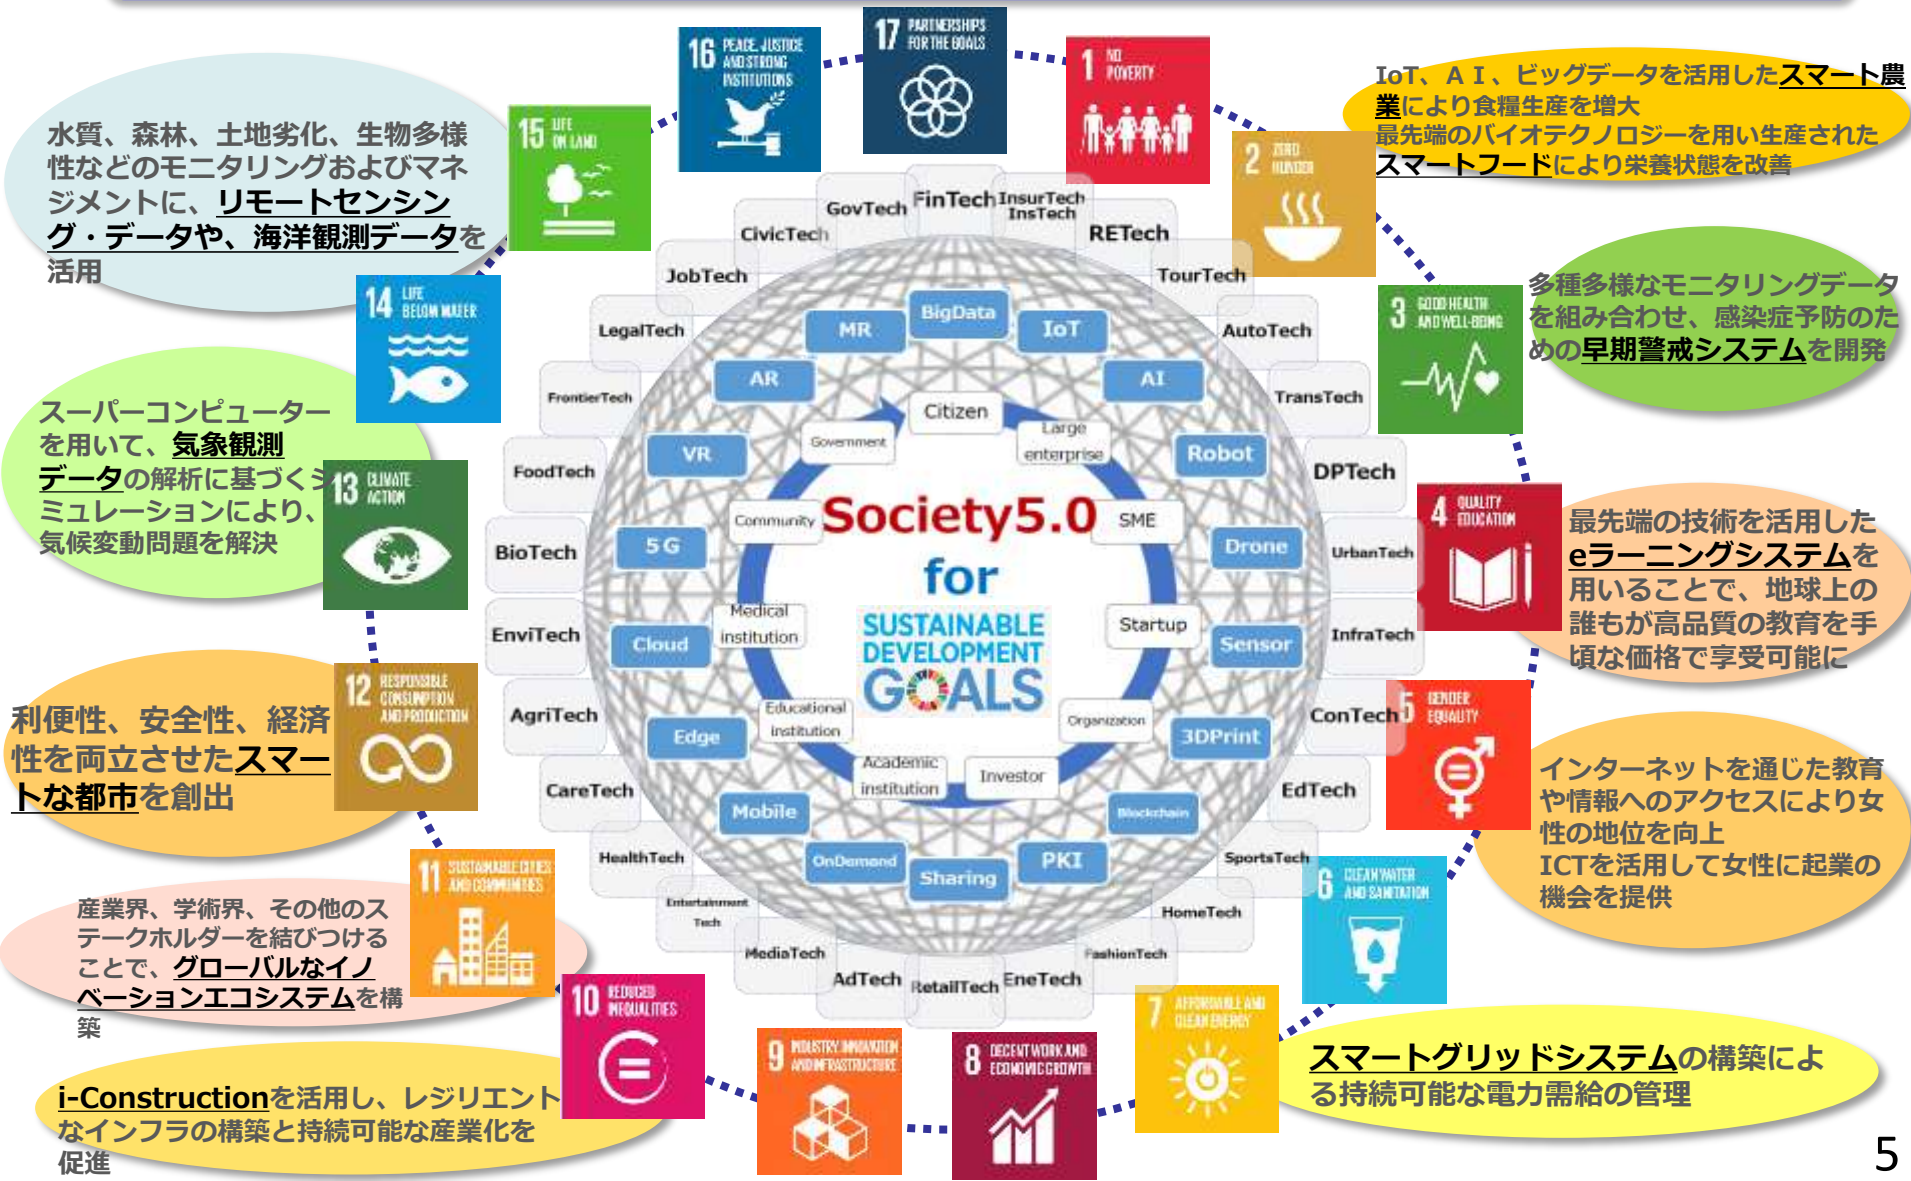 17 PARTNERSHIPS
FOR THE GOALS
16 PEACE, JUSTICE
AND STRONG
INSTITUTIONS
1 NO
POVERTY
15 LIFE
ON LAND
2 ZERO
HUNGER
14 LIFE
BELOW WATER
3 GOOD HEALTH
AND WELL-BEING
13 CLIMATE
ACTION
4 QUALITY
EDUCATION
12 RESPONSIBLE
CONSUMPTION
AND PRODUCTION
5 GENDER
EQUALITY
11 SUSTAINABLE CITIES
AND COMMUNITIES
6 CLEAN WATER
AND SANITATION
10 REDUCED
INEQUALITIES
7 AFFORDABLE AND
CLEAN ENERGY
9 INDUSTRY, INNOVATION
AND INFRASTRUCTURE
8 DECENT WORK AND
ECONOMIC GROWTH
水質、森林、土地劣化、生物多様
性などのモニタリングおよびマネ
ジメントに、リモートセンシン
グ・データや、海洋観測データを
活用
IoT、ＡＩ、ビッグデータを活用したスマート農
業により食糧生産を増大
最先端のバイオテクノロジーを用い生産された
スマートフードにより栄養状態を改善
多種多様なモニタリングデータ
を組み合わせ、感染症予防のた
めの早期警戒システムを開発
スーパーコンピューター
を用いて、気象観測
データの解析に基づくシ
ミュレーションにより、
気候変動問題を解決
最先端の技術を活用した
eラーニングシステムを
用いることで、地球上の
誰もが高品質の教育を手
頃な価格で享受可能に
利便性、安全性、経済
性を両立させたスマー
トな都市を創出
インターネットを通じた教育
や情報へのアクセスにより女
性の地位を向上
ICTを活用して女性に起業の
機会を提供
産業界、学術界、その他のス
テークホルダーを結びつける
ことで、グローバルなイノ
ベーションエコシステムを構
築
i-Constructionを活用し、レジリエント
なインフラの構築と持続可能な産業化を
促進
スマートグリッドシステムの構築によ
る持続可能な電力需給の管理
FinTech
InsurTech
InsTech
RETech
TourTech
AutoTech
TransTech
DPTech
UrbanTech
InfraTech
ConTech
EdTech
SportsTech
HomeTech
FashionTech
EneTech
RetailTech
AdTech
MediaTech
Entertainment
Tech
HealthTech
CareTech
AgriTech
EnviTech
BioTech
FoodTech
FrontierTech
LegalTech
JobTech
CivicTech
GovTech
BigData
IoT
AI
Robot
Drone
Sensor
3DPrint
Blockchain
PKI
Sharing
OnDemand
Mobile
Edge
Cloud
5G
VR
AR
MR
Citizen
Large
enterprise
SME
Startup
Organization
Investor
Academic
institution
Educational
institution
Medical
institution
Community
Government
Society5.0
for
SUSTAINABLE
DEVELOPMENT
GOALS
5